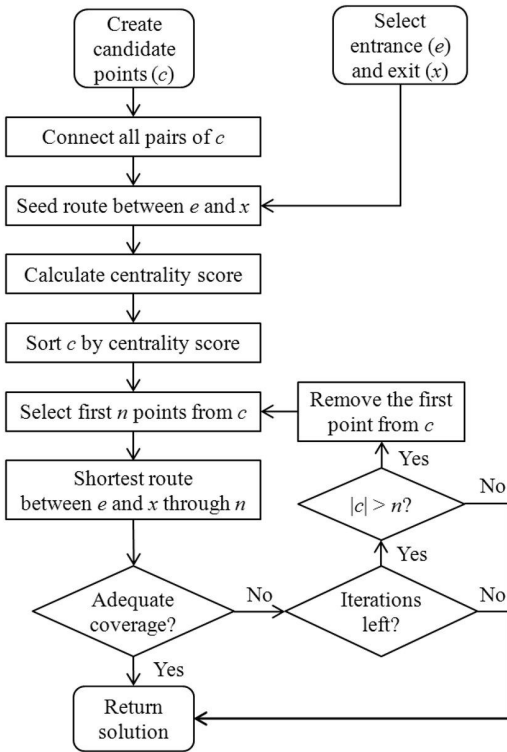 Create
candidate
points (c)
Select
entrance (e)
and exit (x)
Connect all pairs of c
Seed route between e and x
Calculate centrality score
Sort c by centrality score
Select first n points from c
Remove the first
point from c
Yes
No
|c| > n?
Shortest route
between e and x through n
Yes
No
Adequate
coverage?
No
Iterations
left?
Yes
Return
solution